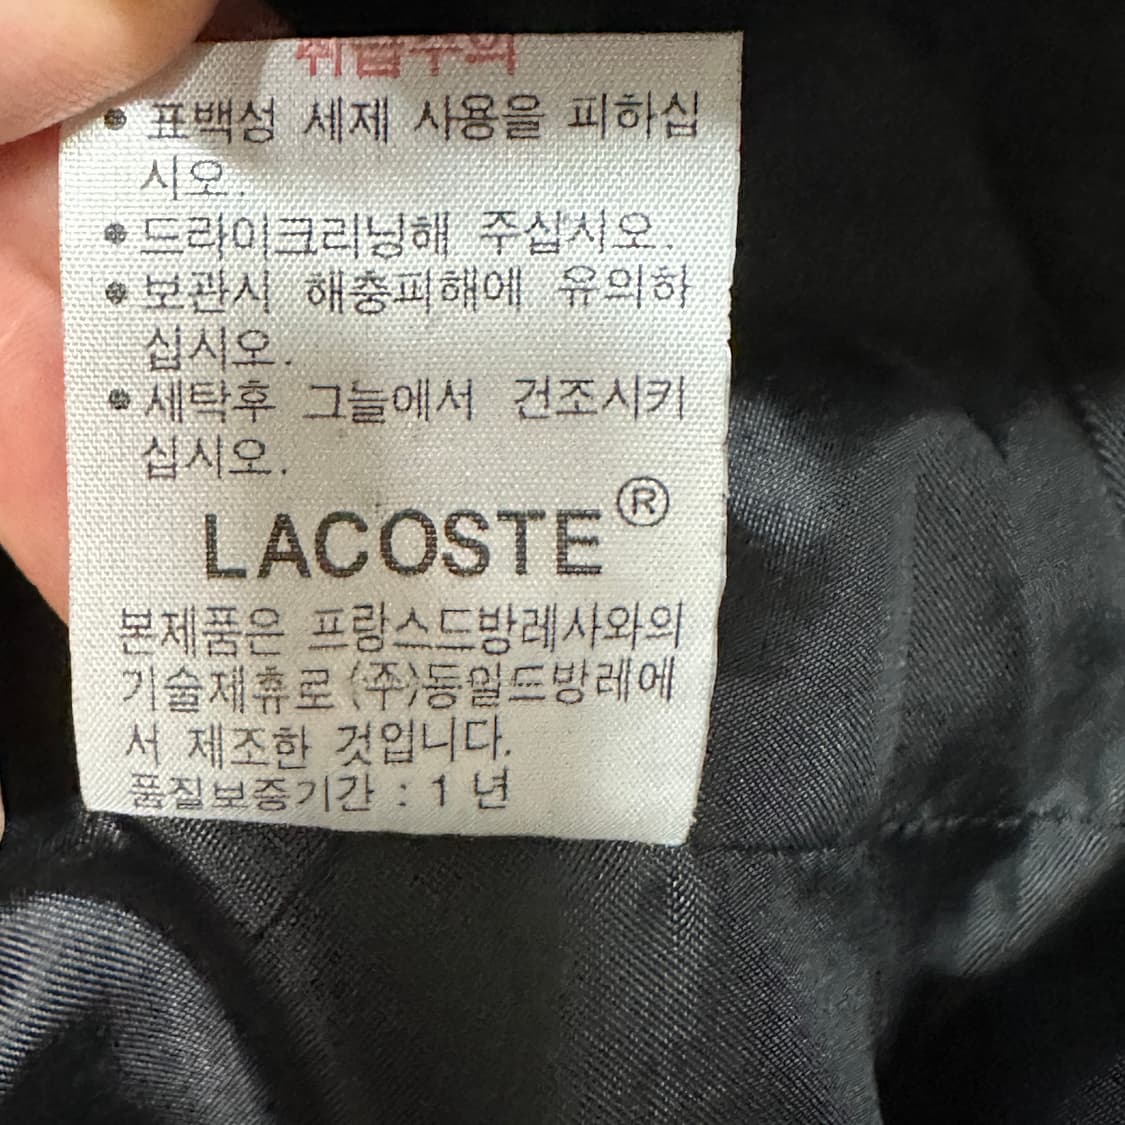 취급주의
• 표백성 세제 사용을 피하십
시오.
• 드라이크리닝해 주십시오.
• 보관시 해충피해에 유의하
십시오.
• 세탁후 그늘에서 건조시키
십시오.
LACOSTE®
본제품은 프랑스드방레사와의
기술제휴로 (주)동일드방레에
서 제조한 것입니다.
품질보증기간 : 1 년